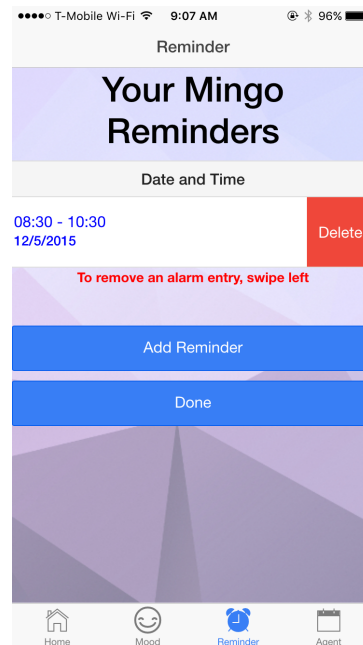 T-Mobile Wi-Fi 9:07 AM 96%
Reminder
Your Mingo
Reminders
Date and Time
08:30 - 10:30
12/5/2015
Delete
To remove an alarm entry, swipe left
Add Reminder
Done
Home Mood Reminder Agent